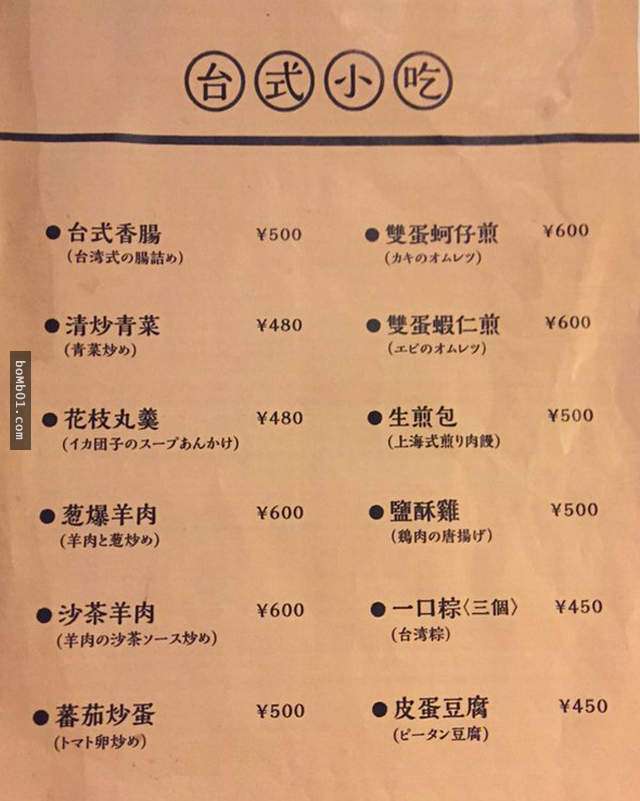 台式小吃
●台式香腸 ¥500
(台湾式の腸詰め)
●清炒青菜 ¥480
(青菜炒め)
●花枝丸羹 ¥480
(イカ団子のスープあんかけ)
●葱爆羊肉 ¥600
(羊肉と葱炒め)
●沙茶羊肉 ¥600
(羊肉の沙茶ソース炒め)
●蕃茄炒蛋 ¥500
(トマト卵炒め)
●雙蛋蚵仔煎 ¥600
(カキのオムレツ)
●雙蛋蝦仁煎 ¥600
(エビのオムレツ)
●生煎包 ¥500
(上海式煎り肉饅)
●鹽酥雞 ¥500
(鶏肉の唐揚げ)
●一口粽〈三個〉 ¥450
(台湾粽)
●皮蛋豆腐 ¥450
(ピータン豆腐)
boMb01.com